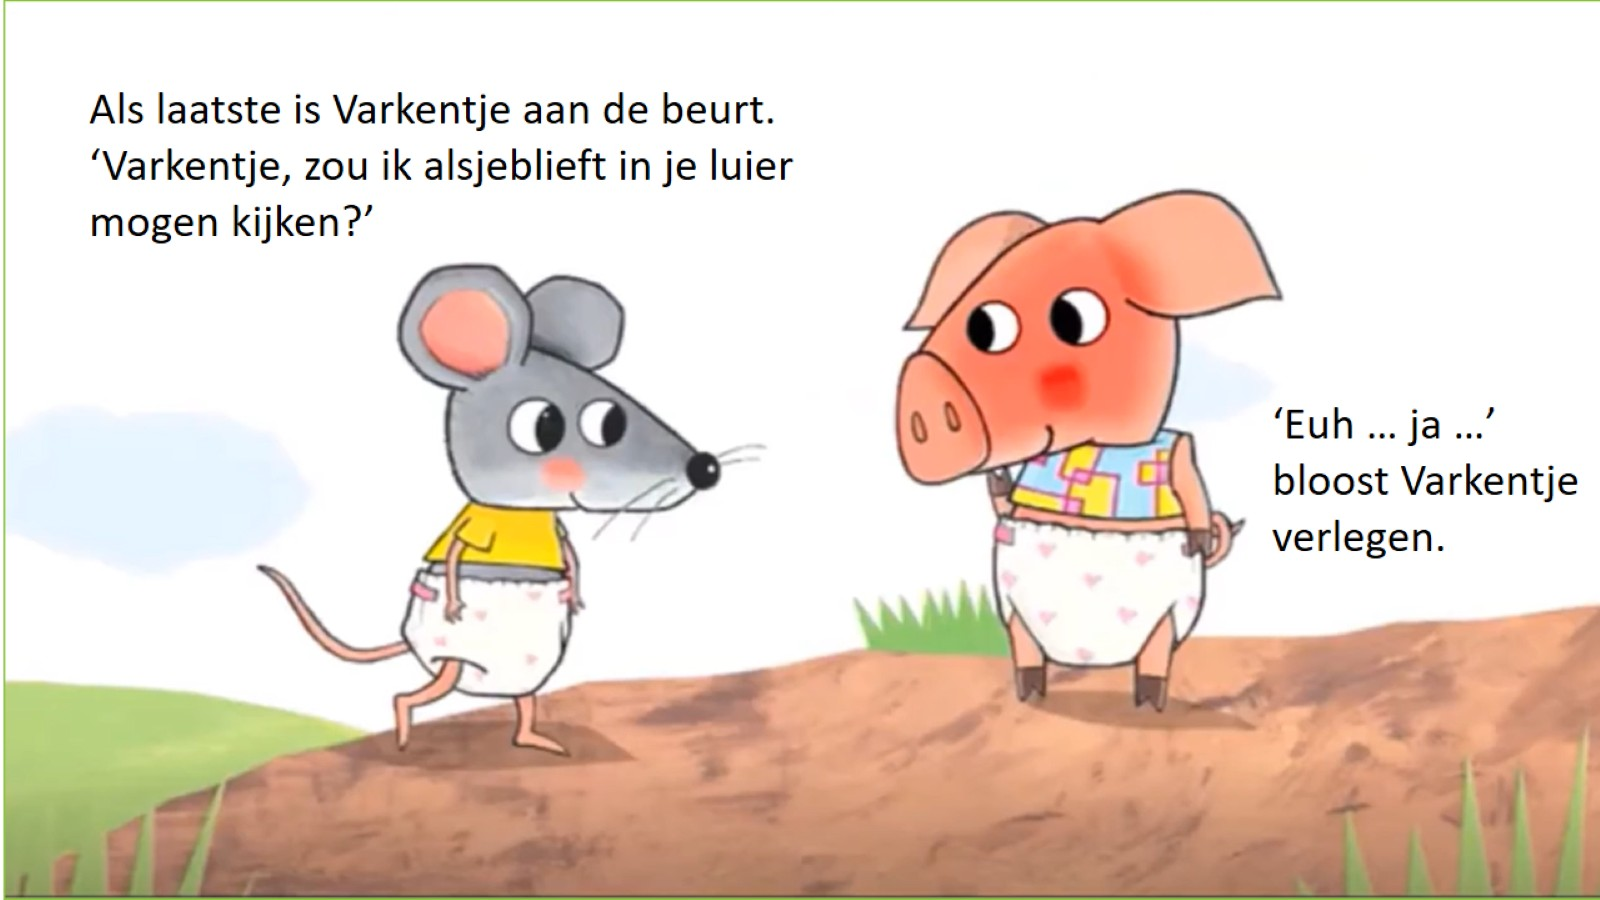 Als laatste is Varkentje aan de beurt.
‘Varkentje, zou ik alsjeblieft in je luier
mogen kijken?’
‘Euh ... ja ...’
bloost Varkentje
verlegen.